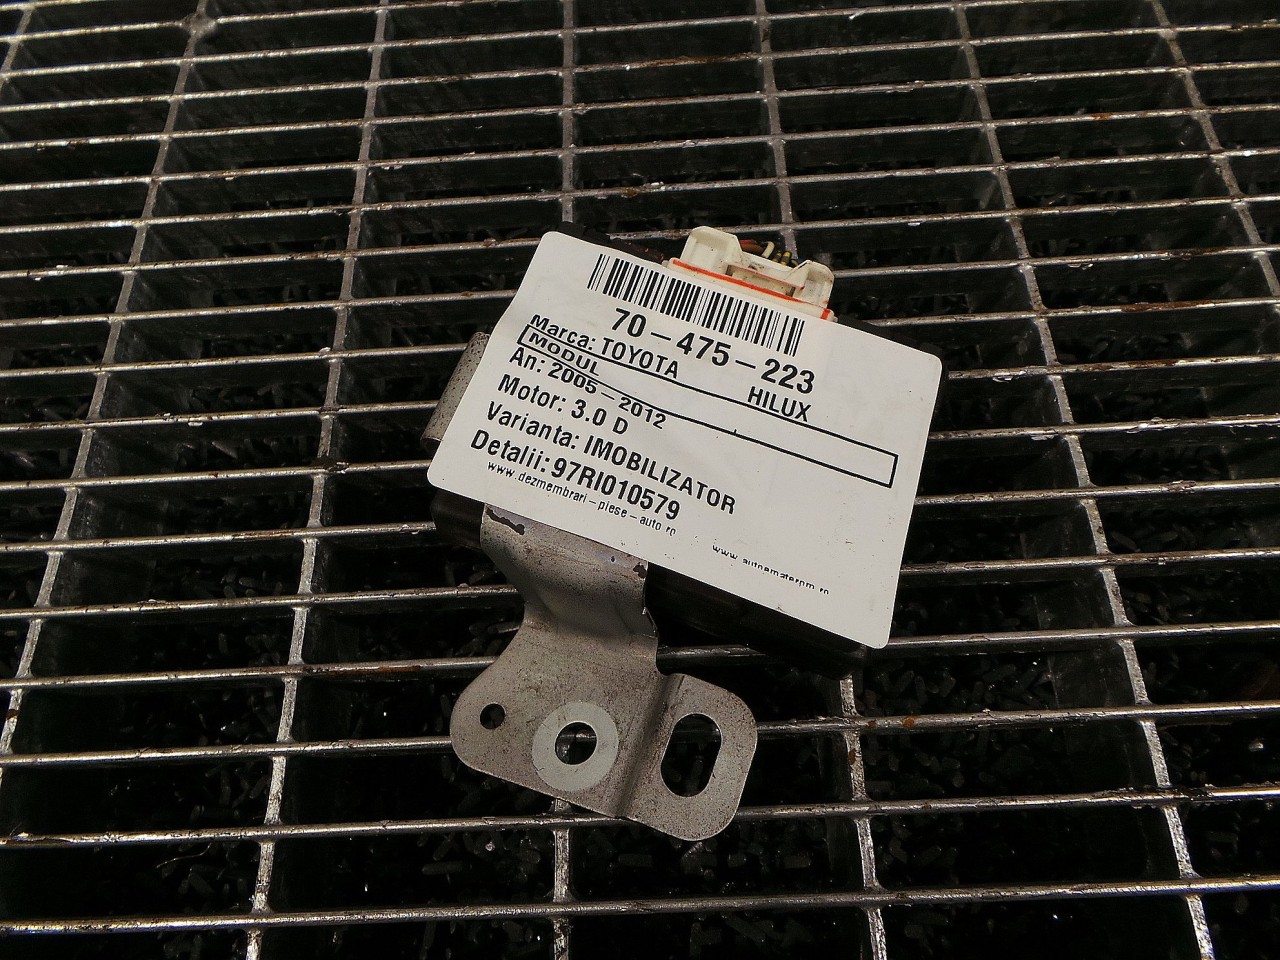 70-475-223
Marca: TOYOTA HILUX
MODUL
An: 2005-2012
Motor: 3.0 D
Varianta: IMOBILIZATOR
Detalii: 97RI010579
www.dezmembrari-piese-auto.ro